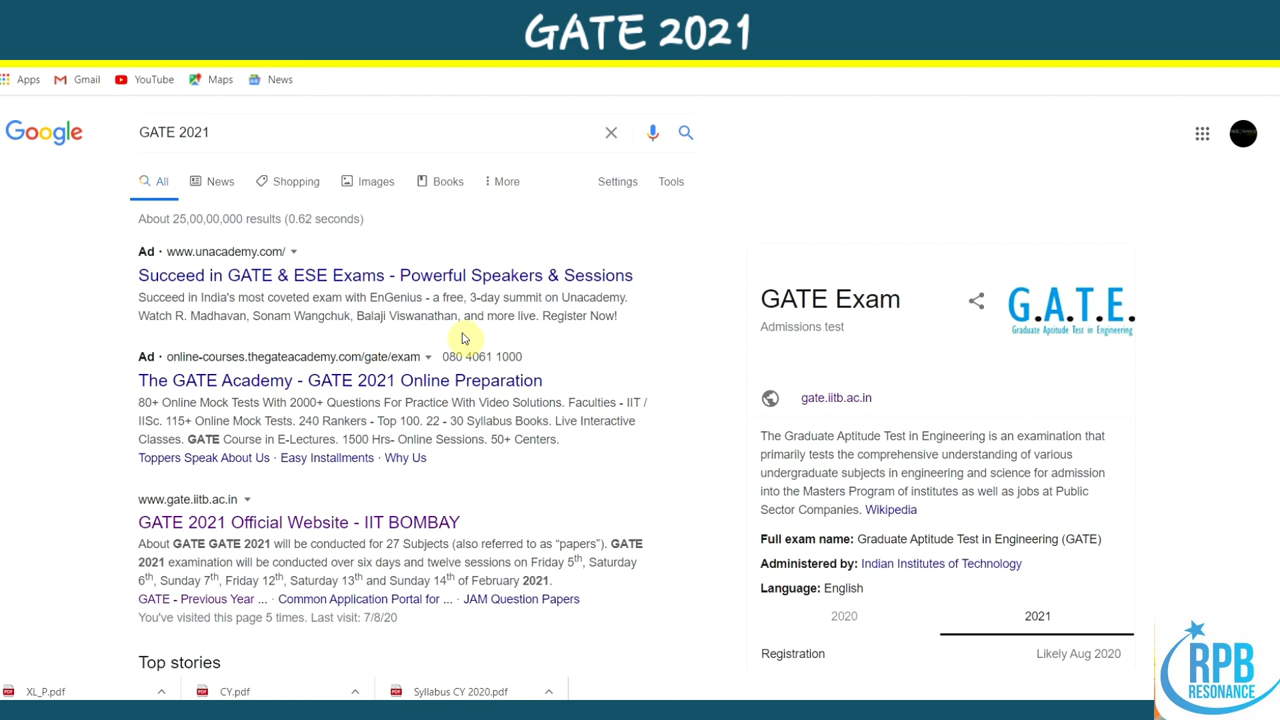 GATE 2021
Apps Gmail YouTube Maps News
Google GATE 2021
All News Shopping Images Books More Settings Tools
About 25,00,00,000 results (0.62 seconds)
Ad · www.unacademy.com/
Succeed in GATE & ESE Exams - Powerful Speakers & Sessions
Succeed in India's most coveted exam with EnGenius - a free, 3-day summit on Unacademy.
Watch R. Madhavan, Sonam Wangchuk, Balaji Viswanathan, and more live. Register Now!
Ad · online-courses.thegateacademy.com/gate/exam 080 4061 1000
The GATE Academy - GATE 2021 Online Preparation
80+ Online Mock Tests With 2000+ Questions For Practice With Video Solutions. Faculties - IIT /
IISc. 115+ Online Mock Tests. 240 Rankers - Top 100. 22 - 30 Syllabus Books. Live Interactive
Classes. GATE Course in E-Lectures. 1500 Hrs- Online Sessions. 50+ Centers.
Toppers Speak About Us · Easy Installments · Why Us
www.gate.iitb.ac.in
GATE 2021 Official Website - IIT BOMBAY
About GATE GATE 2021 will be conducted for 27 Subjects (also referred to as “papers”). GATE
2021 examination will be conducted over six days and twelve sessions on Friday 5th, Saturday
6th, Sunday 7th, Friday 12th, Saturday 13th and Sunday 14th of February 2021.
GATE - Previous Year ... · Common Application Portal for ... · JAM Question Papers
You've visited this page 5 times. Last visit: 7/8/20
Top stories
GATE Exam
Admissions test
G.A.T.E.
Graduate Aptitude Test in Engineering
gate.iitb.ac.in
The Graduate Aptitude Test in Engineering is an examination that
primarily tests the comprehensive understanding of various
undergraduate subjects in engineering and science for admission
into the Masters Program of institutes as well as jobs at Public
Sector Companies. Wikipedia
Full exam name: Graduate Aptitude Test in Engineering (GATE)
Administered by: Indian Institutes of Technology
Language: English
2020 2021
Registration Likely Aug 2020
XL_P.pdf CY.pdf Syllabus CY 2020.pdf
RPB
RESONANCE